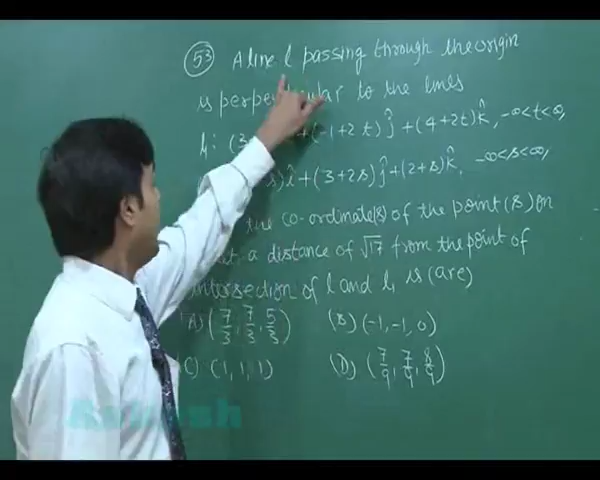 53 A line l passing through the origin
is perpendicular to the lines
l₁: (3 +(-1+2t)ĵ +(4+2t)k̂, -∞<t<∞,
s)î +(3+2s)ĵ+(2+s)k̂, -∞<s<∞,
the co-ordinate(s) of the point(s) on
at a distance of √17 from the point of
intersection of l and l₁ is (are)
(A) (7/3, 7/3, 5/3) (B) (-1, -1, 0)
C) (1, 1, 1) (D) (7/9, 7/9, 8/9)
Aakash